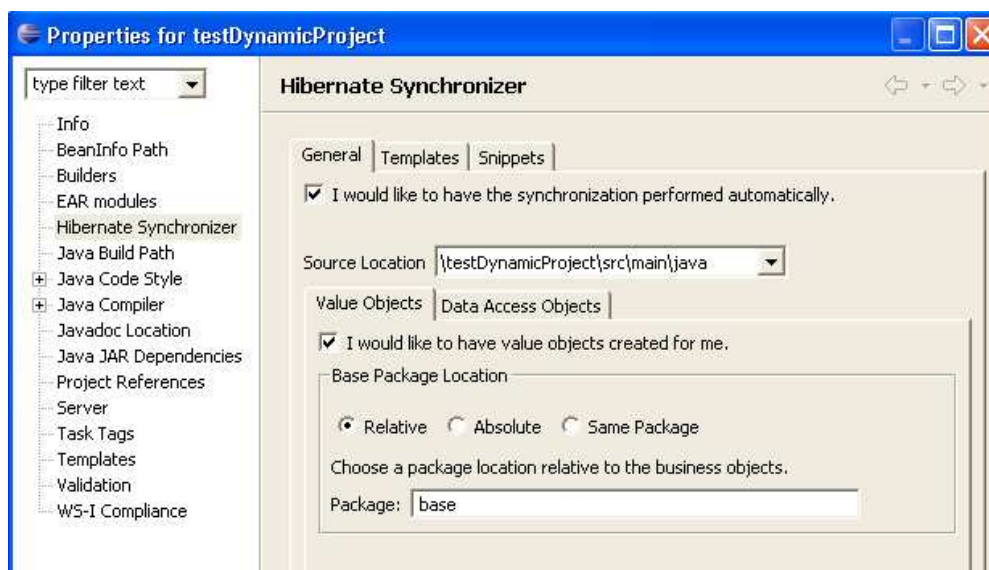 Properties for testDynamicProject
type filter text
Info
BeanInfo Path
Builders
EAR modules
Hibernate Synchronizer
Java Build Path
Java Code Style
Java Compiler
Javadoc Location
Java JAR Dependencies
Project References
Server
Task Tags
Templates
Validation
WS-I Compliance
Hibernate Synchronizer
General Templates Snippets
I would like to have the synchronization performed automatically.
Source Location \testDynamicProject\src\main\java
Value Objects Data Access Objects
I would like to have value objects created for me.
Base Package Location
Relative Absolute Same Package
Choose a package location relative to the business objects.
Package: base